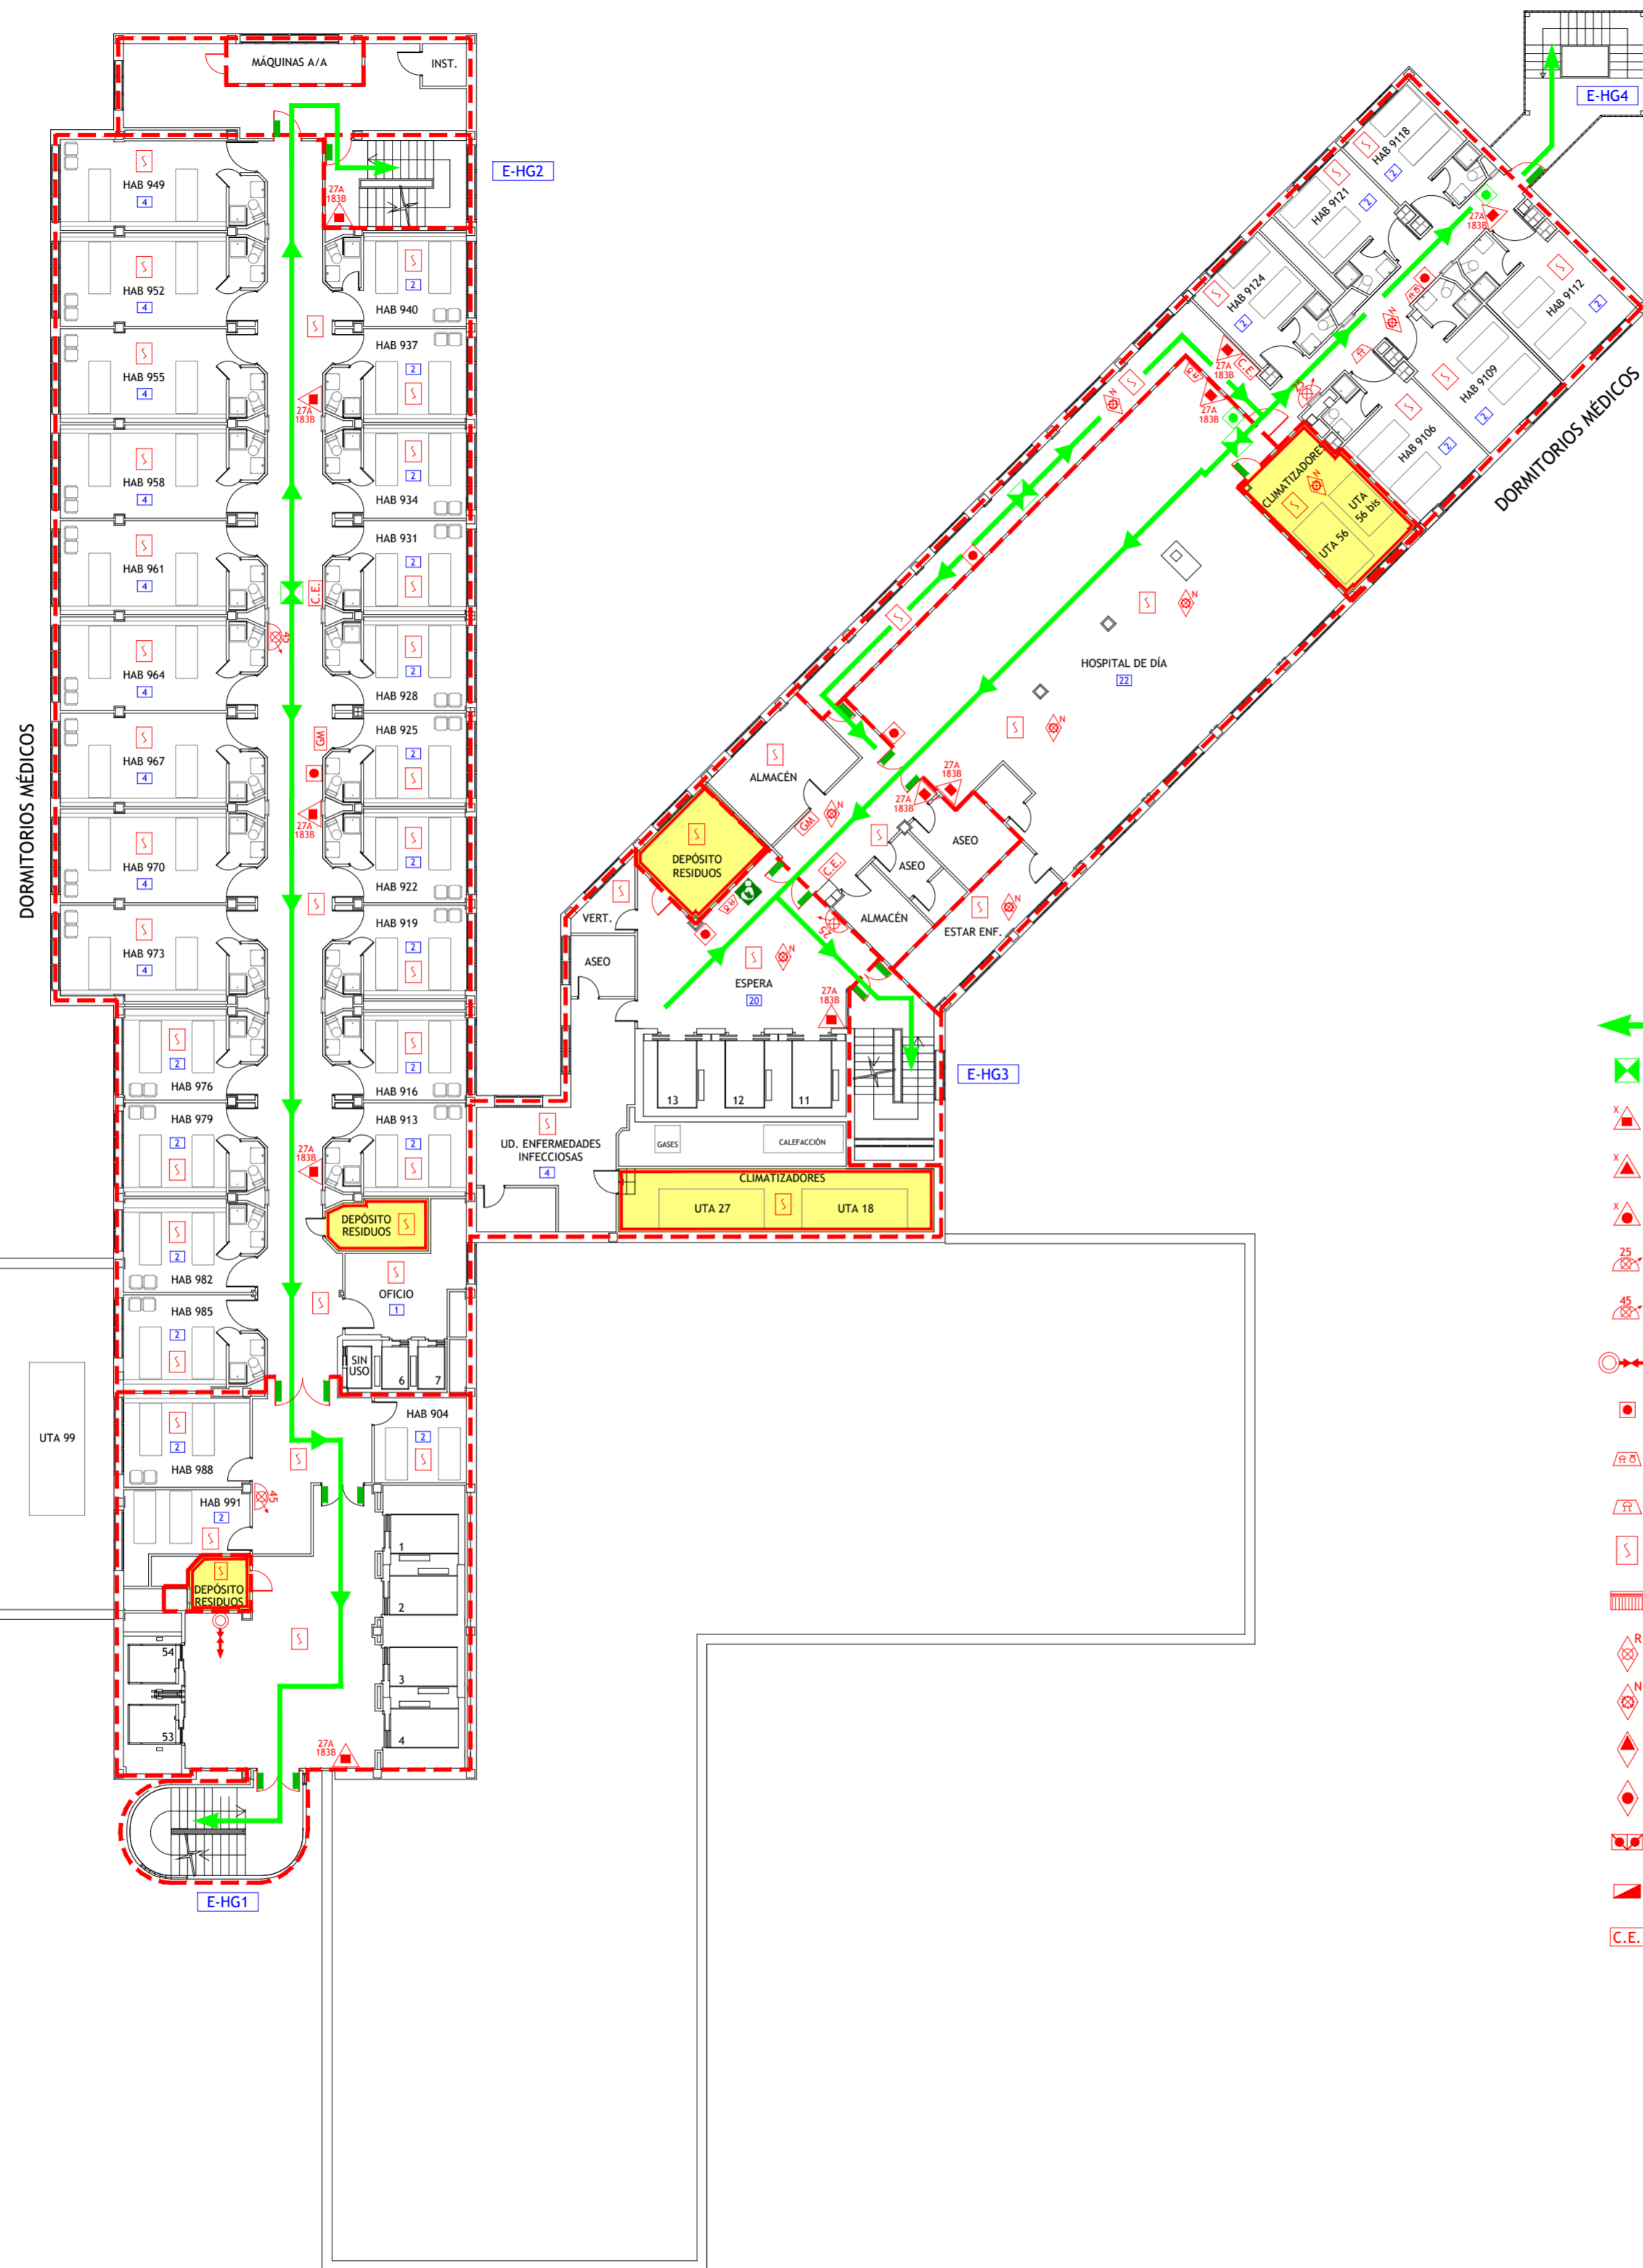 MÁQUINAS A/A
INST.
E-HG4
E-HG2
HAB 949
4
27A
183B
HAB 952
4
2
HAB 940
HAB 955
4
HAB 937
2
27A
183B
HAB 958
4
2
HAB 934
HAB 961
4
HAB 931
2
C.E.
45
HAB 964
4
2
HAB 928
GM
HAB 967
4
HAB 925
2
27A
183B
HAB 970
4
2
HAB 922
HAB 973
4
HAB 919
2
2
HAB 976
2
HAB 916
HAB 979
2
HAB 913
2
27A
183B
2
HAB 982
DEPÓSITO
RESIDUOS
HAB 985
2
OFICIO
1
SIN
USO
6
7
DORMITORIOS MÉDICOS
UTA 99
2
HAB 988
HAB 904
2
HAB 991
2
45
DEPÓSITO
RESIDUOS
1
2
3
4
54
53
27A
183B
E-HG1
HAB 9118
2
HAB 9121
2
HAB 9124
2
27A
183B
HAB 9112
2
HAB 9109
2
HAB 9106
2
DORMITORIOS MÉDICOS
N
N
27A
183B
C.E.
27A
183B
25
CLIMATIZADORES
N
UTA
56 bis
UTA 56
N
HOSPITAL DE DÍA
22
N
ALMACÉN
27A
183B
27A
183B
GM
N
DEPÓSITO
RESIDUOS
ASEO
ASEO
C.E.
ALMACÉN
25
N
ESTAR ENF.
VERT.
ASEO
N
ESPERA
20
27A
183B
13
12
11
E-HG3
UD. ENFERMEDADES
INFECCIOSAS
4
GASES
CALEFACCIÓN
CLIMATIZADORES
UTA 27
UTA 18
X
X
X
25
45
R
N
C.E.